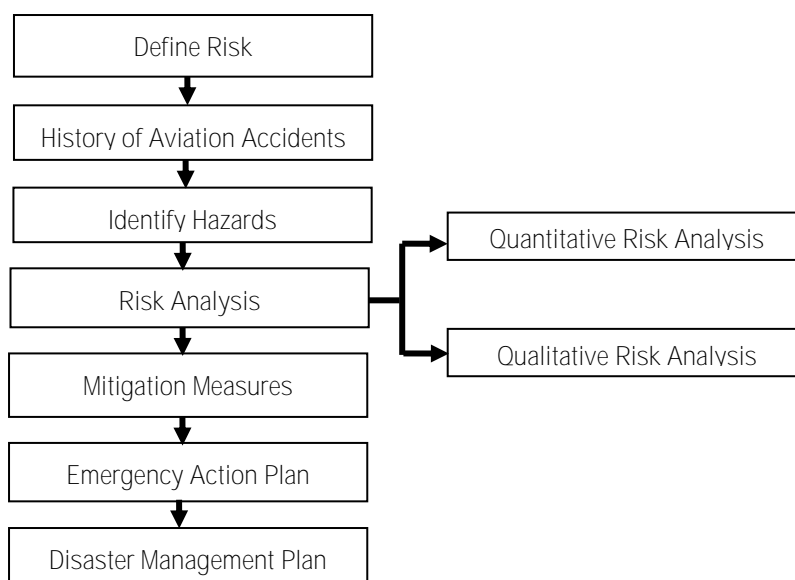 Define Risk
History of Aviation Accidents
Identify Hazards
Quantitative Risk Analysis
Risk Analysis
Qualitative Risk Analysis
Mitigation Measures
Emergency Action Plan
Disaster Management Plan